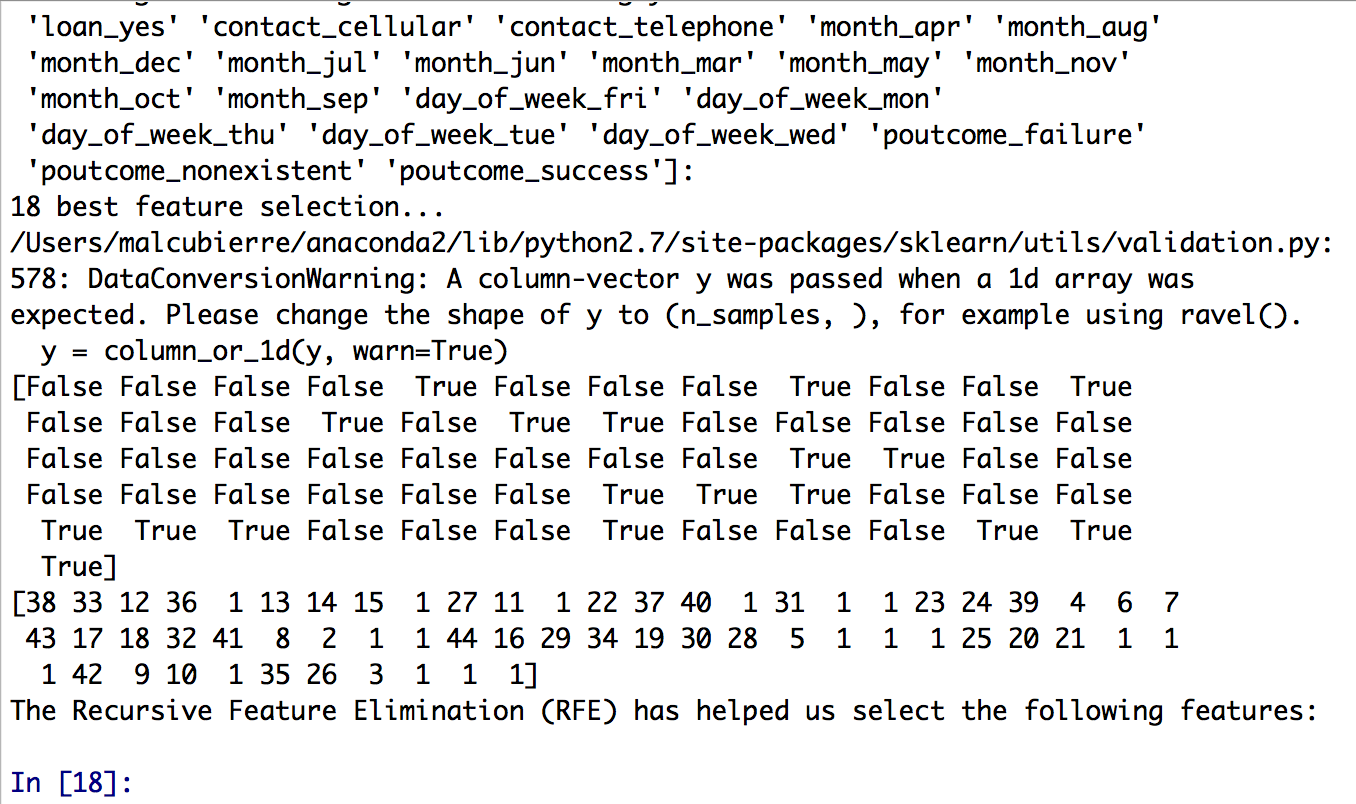 'loan_yes' 'contact_cellular' 'contact_telephone' 'month_apr' 'month_aug'
'month_dec' 'month_jul' 'month_jun' 'month_mar' 'month_may' 'month_nov'
'month_oct' 'month_sep' 'day_of_week_fri' 'day_of_week_mon'
'day_of_week_thu' 'day_of_week_tue' 'day_of_week_wed' 'poutcome_failure'
'poutcome_nonexistent' 'poutcome_success']:
18 best feature selection...
/Users/malcubierre/anaconda2/lib/python2.7/site-packages/sklearn/utils/validation.py:
578: DataConversionWarning: A column-vector y was passed when a 1d array was
expected. Please change the shape of y to (n_samples, ), for example using ravel().
  y = column_or_1d(y, warn=True)
[False False False False  True False False False  True False False  True
 False False False  True False  True  True False False False False False
 False False False False False False False False  True  True False False
 False False False False False False  True  True  True False False False
  True  True  True False False False  True False False False  True  True
  True]
[38 33 12 36  1 13 14 15  1 27 11  1 22 37 40  1 31  1  1 23 24 39  4  6  7
 43 17 18 32 41  8  2  1  1 44 16 29 34 19 30 28  5  1  1  1 25 20 21  1  1
  1 42  9 10  1 35 26  3  1  1  1]
The Recursive Feature Elimination (RFE) has helped us select the following features:
In [18]: